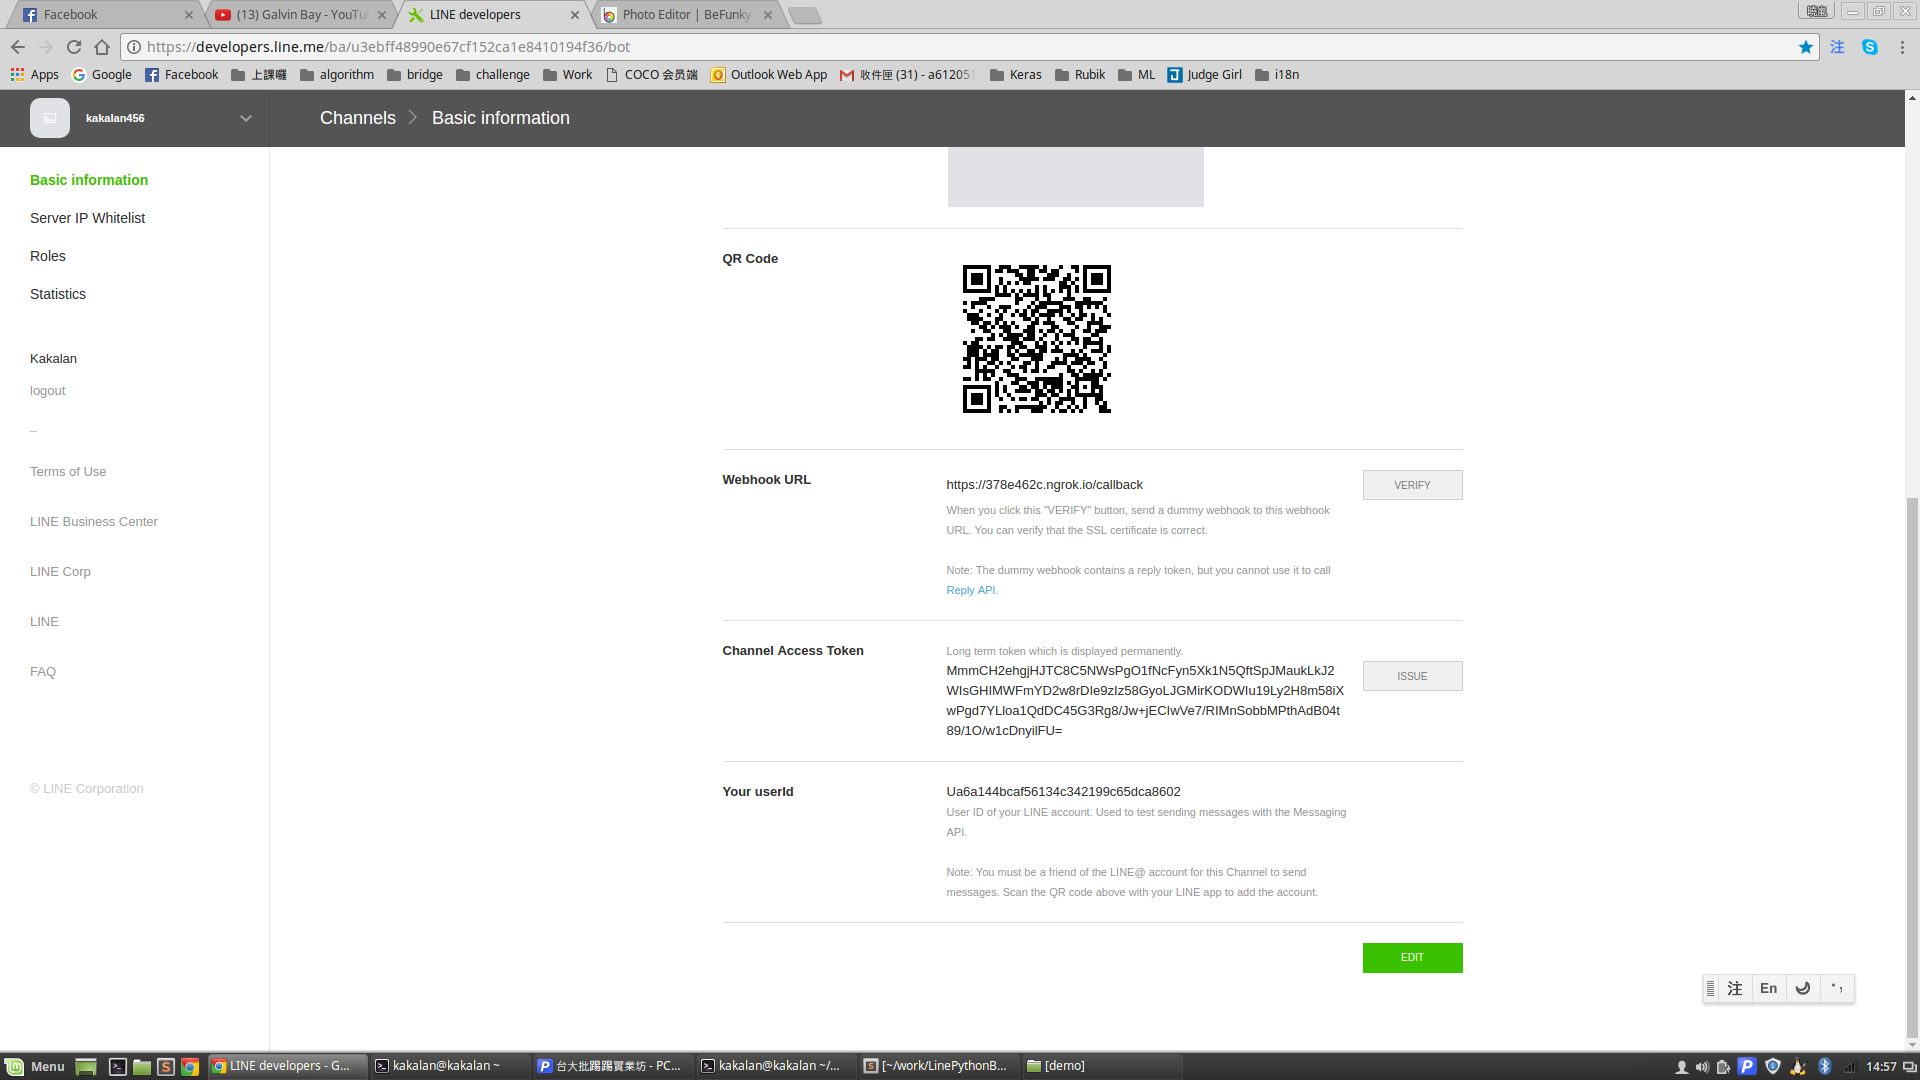 Facebook
(13) Galvin Bay - YouTu
LINE developers
Photo Editor | BeFunky:
https://developers.line.me/ba/u3ebff48990e67cf152ca1e8410194f36/bot
注
Apps Google Facebook 上課囉 algorithm bridge challenge Work COCO 会员端 Outlook Web App 收件匣 (31) - a612051 Keras Rubik ML Judge Girl i18n
kakalan456
Channels
Basic information
Basic information
Server IP Whitelist
Roles
Statistics
Kakalan
logout
–
Terms of Use
LINE Business Center
LINE Corp
LINE
FAQ
© LINE Corporation
QR Code
Webhook URL
https://378e462c.ngrok.io/callback
VERIFY
When you click this "VERIFY" button, send a dummy webhook to this webhook
URL. You can verify that the SSL certificate is correct.
Note: The dummy webhook contains a reply token, but you cannot use it to call
Reply API.
Channel Access Token
Long term token which is displayed permanently.
MmmCH2ehgjHJTC8C5NWsPgO1fNcFyn5Xk1N5QftSpJMaukLkJ2
WIsGHIMWFmYD2w8rDIe9zIz58GyoLJGMirKODWIu19Ly2H8m58iX
wPgd7YLloa1QdDC45G3Rg8/Jw+jECIwVe7/RIMnSobbMPthAdB04t
89/1O/w1cDnyilFU=
ISSUE
Your userId
Ua6a144bcaf56134c342199c65dca8602
User ID of your LINE account. Used to test sending messages with the Messaging
API.
Note: You must be a friend of the LINE@ account for this Channel to send
messages. Scan the QR code above with your LINE app to add the account.
EDIT
注 En
Menu
LINE developers - G...
kakalan@kakalan ~
台大批踢踢實業坊 - PC...
kakalan@kakalan ~/...
[~/work/LinePythonB...
[demo]
14:57